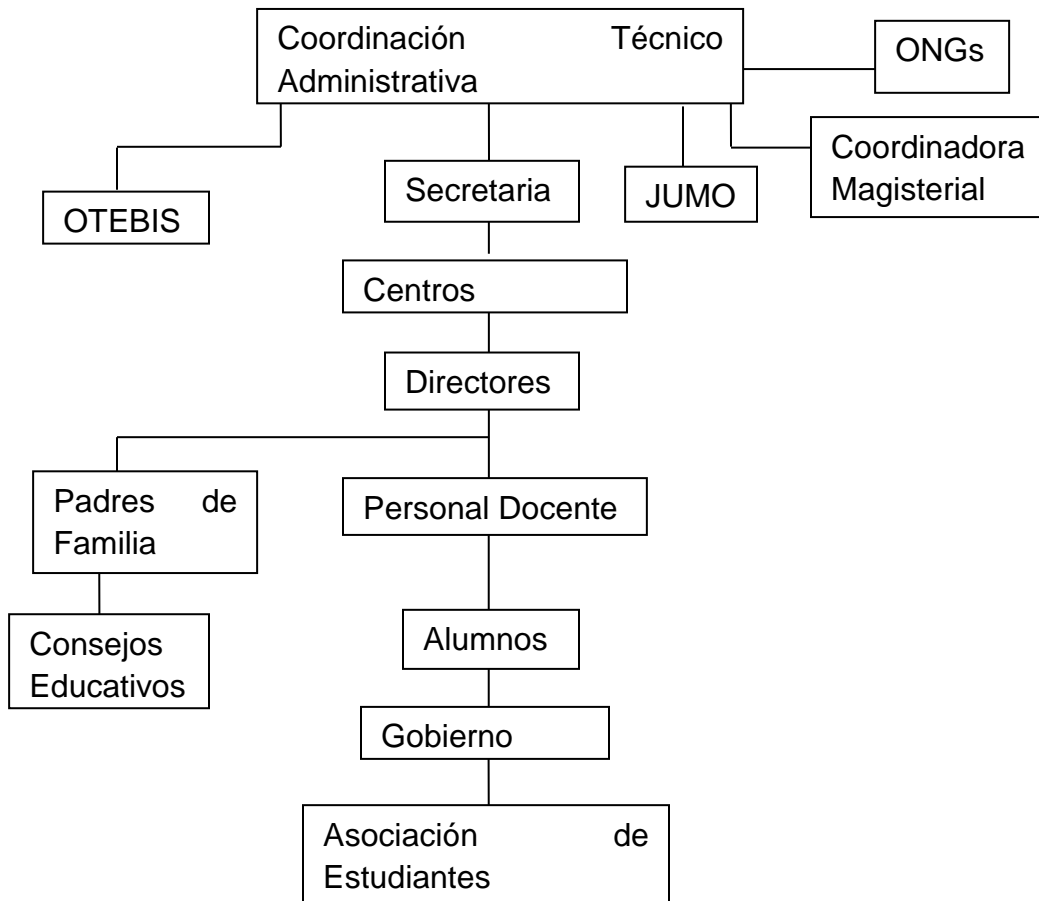 Coordinación Técnico
Administrativa
ONGs
Coordinadora
Magisterial
OTEBIS
Secretaria
JUMO
Centros
Directores
Padres de
Familia
Personal Docente
Consejos
Educativos
Alumnos
Gobierno
Asociación de
Estudiantes